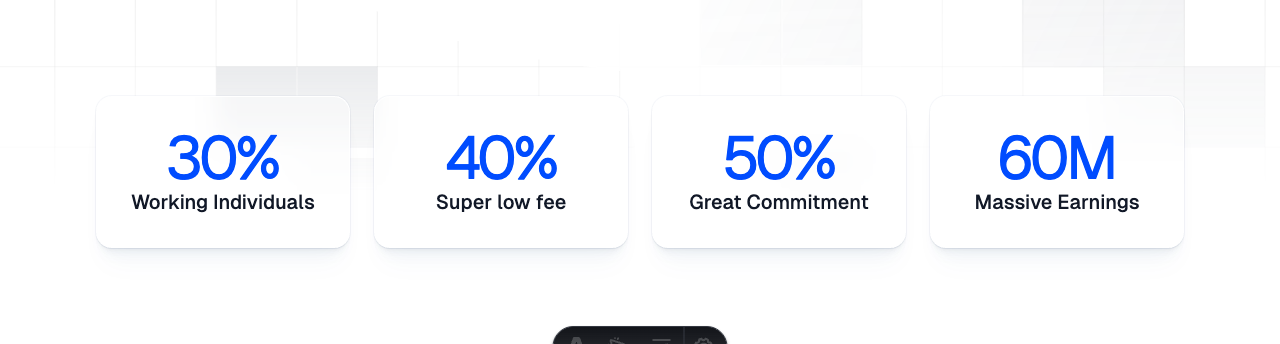 30%
Working Individuals
40%
Super low fee
50%
Great Commitment
60M
Massive Earnings